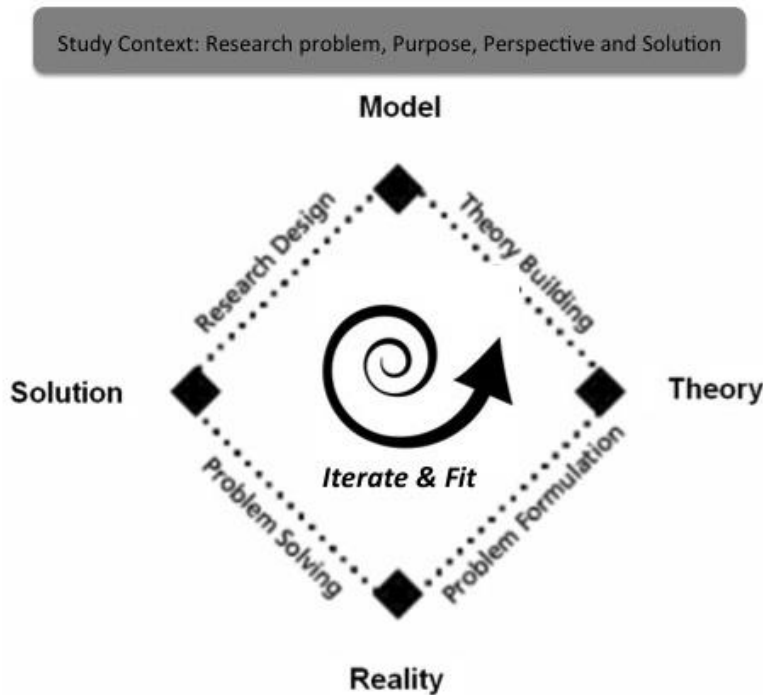 Study Context: Research problem, Purpose, Perspective and Solution
Model
Research Design
Theory Building
Solution
Theory
Iterate & Fit
Problem Solving
Problem Formulation
Reality